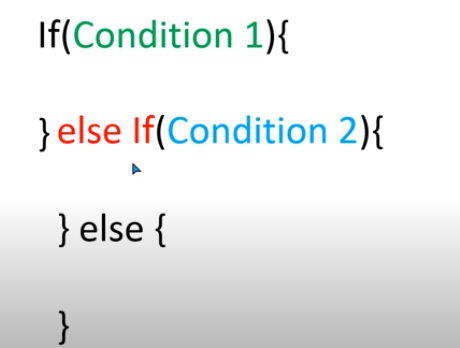 If(Condition 1){
} else If(Condition 2){
} else {
}